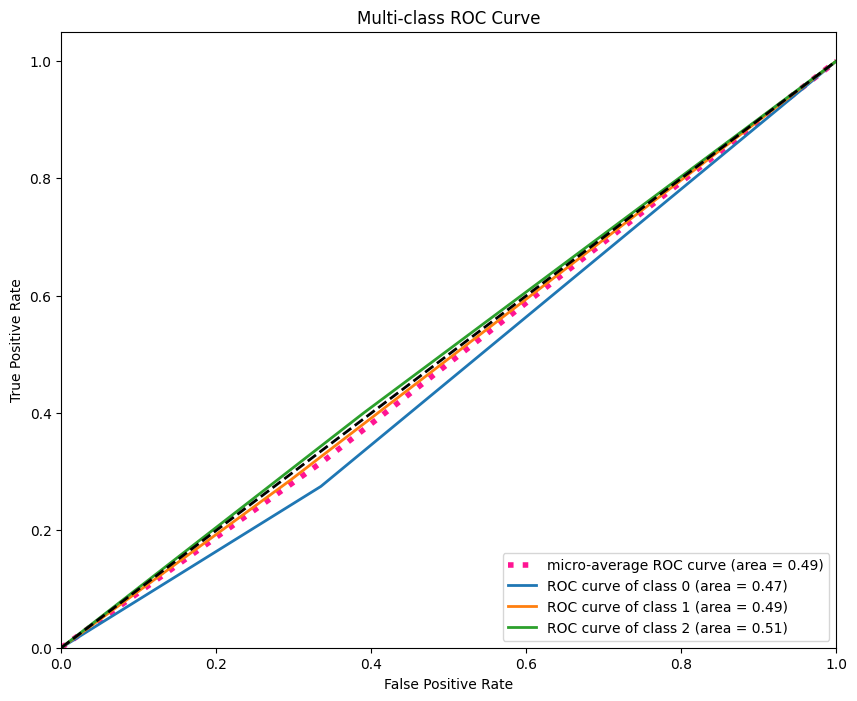 Multi-class ROC Curve
True Positive Rate
1.0
0.8
0.6
0.4
0.2
0.0
micro-average ROC curve (area = 0.49)
ROC curve of class 0 (area = 0.47)
ROC curve of class 1 (area = 0.49)
ROC curve of class 2 (area = 0.51)
0.0 0.2 0.4 0.6 0.8 1.0
False Positive Rate